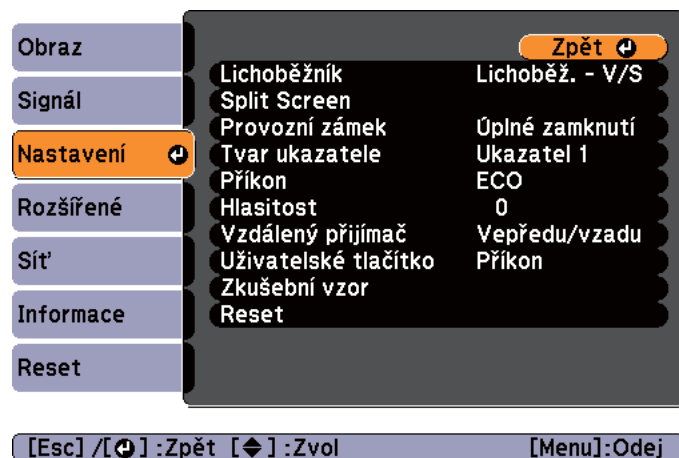 Obraz
Signál
Nastavení
Rozšířené
Síť
Informace
Reset
Zpět
Lichoběžník Lichoběž. - V/S
Split Screen
Provozní zámek Úplné zamknutí
Tvar ukazatele Ukazatel 1
Příkon ECO
Hlasitost 0
Vzdálený přijímač Vepředu/vzadu
Uživatelské tlačítko Příkon
Zkušební vzor
Reset
[Esc] /[⏎] :Zpět [◆] :Zvol [Menu]:Odej